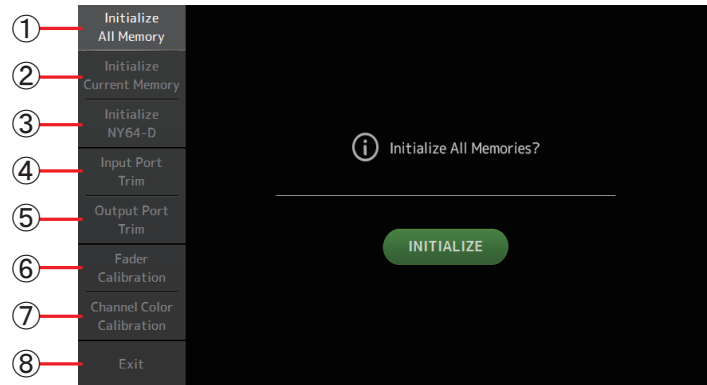 ① Initialize
All Memory
② Initialize
Current Memory
③ Initialize
NY64-D
④ Input Port
Trim
⑤ Output Port
Trim
⑥ Fader
Calibration
⑦ Channel Color
Calibration
⑧ Exit
Initialize All Memories?
INITIALIZE